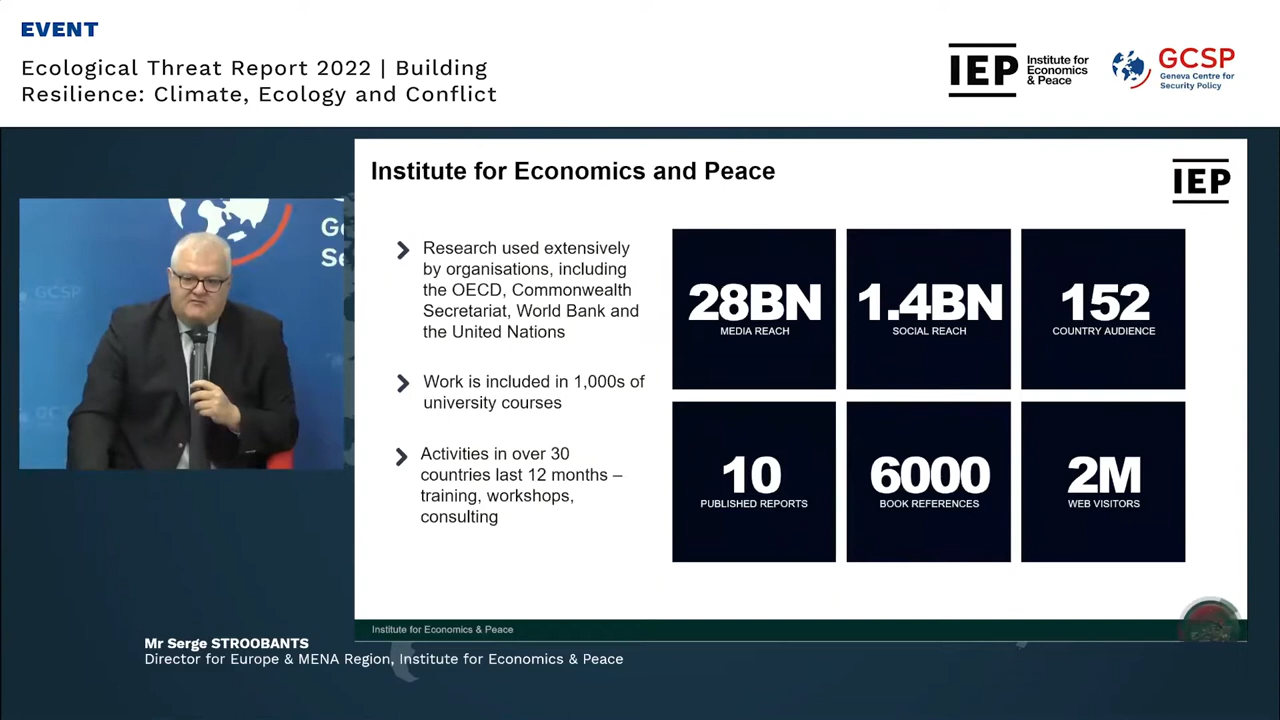 EVENT
Ecological Threat Report 2022 | Building
Resilience: Climate, Ecology and Conflict
IEP
Institute for
Economics
& Peace
GCSP
Geneva Centre for
Security Policy
Institute for Economics and Peace
IEP
Research used extensively
by organisations, including
the OECD, Commonwealth
Secretariat, World Bank and
the United Nations
Work is included in 1,000s of
university courses
Activities in over 30
countries last 12 months –
training, workshops,
consulting
28BN
MEDIA REACH
1.4BN
SOCIAL REACH
152
COUNTRY AUDIENCE
10
PUBLISHED REPORTS
6000
BOOK REFERENCES
2M
WEB VISITORS
Institute for Economics & Peace
GCSP
Mr Serge STROOBANTS
Director for Europe & MENA Region, Institute for Economics & Peace